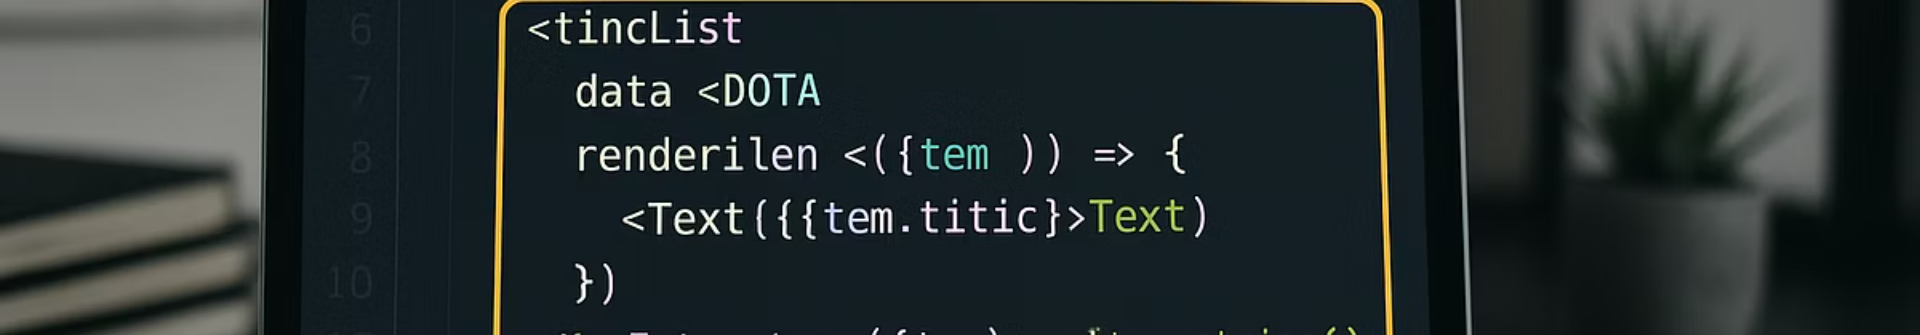 6 <tincList
7 data <DOTA
8 renderilen <({tem )) => {
9 <Text({{{tem.titic}>Text)
10 })